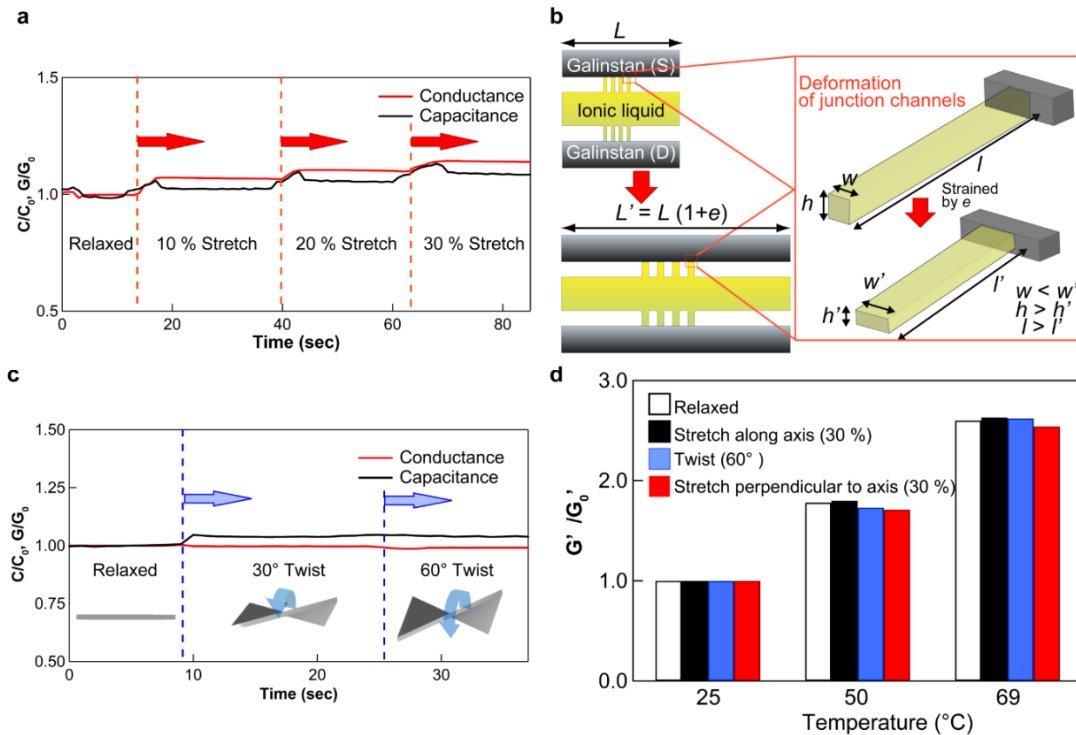 a
1.5
1.0
0.5
C/C₀, G/G₀
Conductance
Capacitance
Relaxed
10 % Stretch
20 % Stretch
30 % Stretch
0
20
40
60
80
Time (sec)
b
L
Galinstan (S)
Ionic liquid
Galinstan (D)
L' = L (1+e)
Deformation
of junction channels
w
h
l
Strained
by e
w'
h'
l'
w < w'
h > h'
l > l'
c
1.50
1.25
1.00
0.75
0.50
C/C₀, G/G₀
Conductance
Capacitance
Relaxed
30° Twist
60° Twist
0
10
20
30
Time (sec)
d
3.0
2.0
1.0
0.0
G' /G₀'
Relaxed
Stretch along axis (30 %)
Twist (60° )
Stretch perpendicular to axis (30 %)
25
50
69
Temperature (°C)